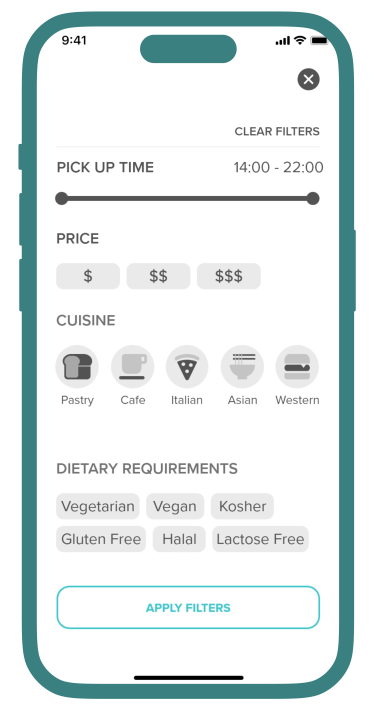 9:41
CLEAR FILTERS
PICK UP TIME 14:00 - 22:00
PRICE
$ $$ $$$
CUISINE
Pastry Cafe Italian Asian Western
DIETARY REQUIREMENTS
Vegetarian Vegan Kosher
Gluten Free Halal Lactose Free
APPLY FILTERS